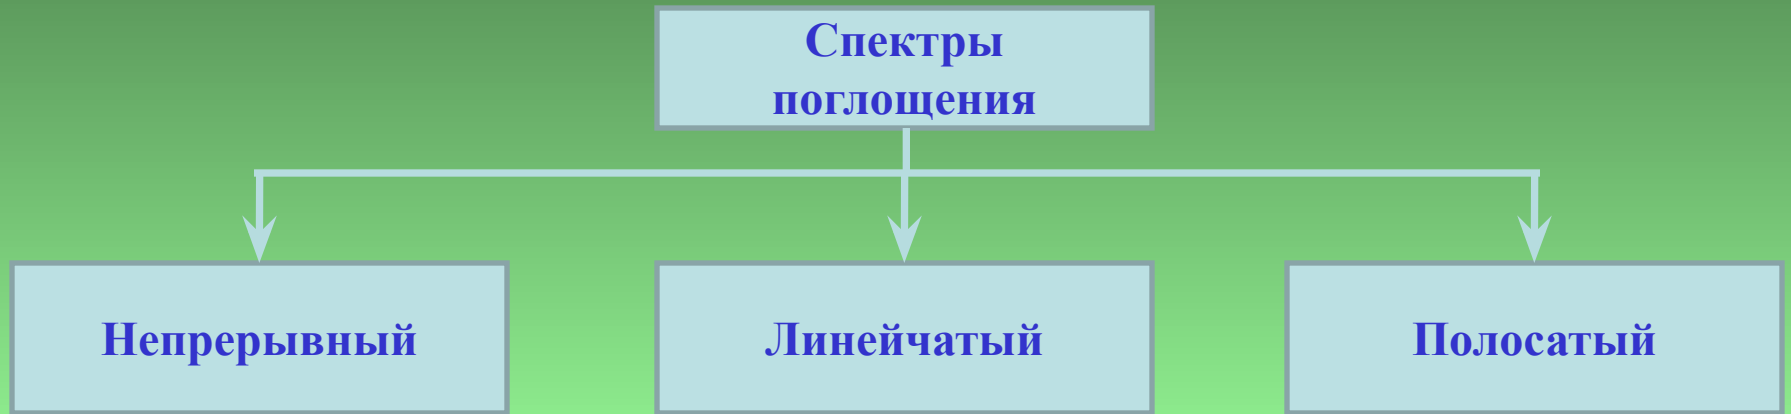 Спектры
поглощения
Непрерывный
Линейчатый
Полосатый